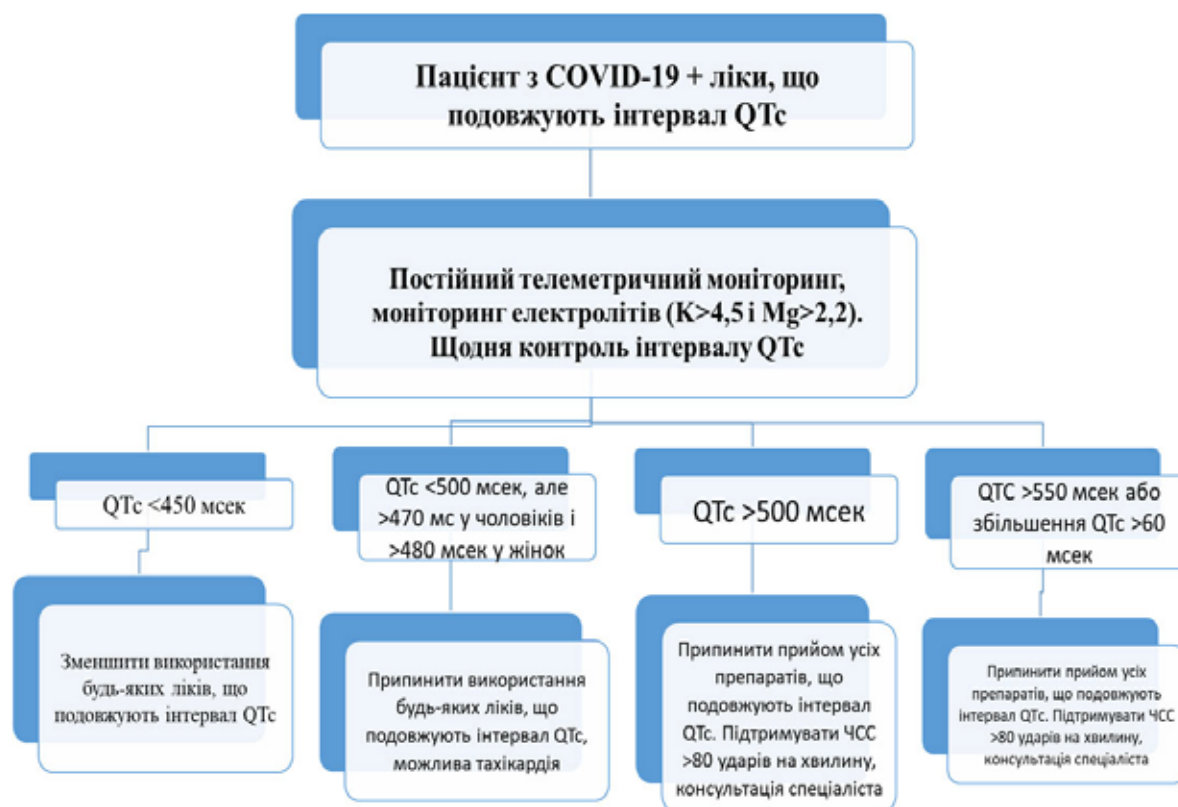 Пацієнт з COVID-19 + ліки, що
подовжують інтервал QTc
Постійний телеметричний моніторинг,
моніторинг електролітів (K>4,5 і Mg>2,2).
Щодня контроль інтервалу QTc
QTc <450 мсек
QTc <500 мсек, але
>470 мс у чоловіків і
>480 мсек у жінок
QTc >500 мсек
QTC >550 мсек або
збільшення QTc >60
мсек
Зменшити використання
будь-яких ліків, що
подовжують інтервал QTc
Припинити використання
будь-яких ліків, що
подовжують інтервал QTc,
можлива тахікардія
Припинити прийом усіх
препаратів, що
подовжують інтервал
QTc. Підтримувати ЧСС
>80 ударів на хвилину,
консультація спеціаліста
Припинити прийом усіх
препаратів, що подовжують
інтервал QTc. Підтримувати ЧСС
>80 ударів на хвилину,
консультація спеціаліста